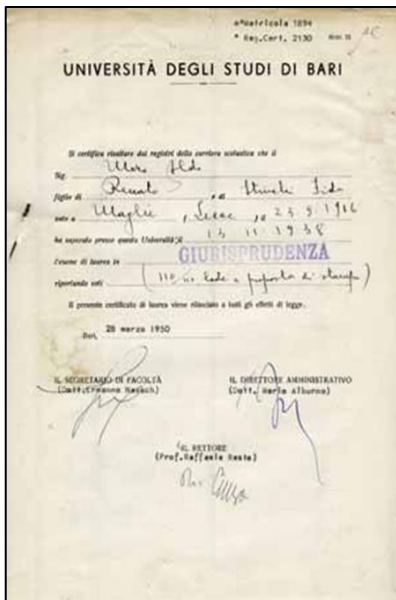 n°Matricola 1894
" Reg.Cert. 2130
UNIVERSITÀ DEGLI STUDI DI BARI
Si certifica risultare dai registri della carriera scolastica che il
Sig. Moro Aldo
figlio di Renato e di Stinchi Fida
nato a Maglie, Lecce, il 23.9.1916
ha superato presso questa Università il 13 11 1938
l'esame di laurea in GIURISPRUDENZA
riportando voti (110 lode e proposta di stampa)
Il presente certificato di laurea viene rilasciato a tutti gli effetti di legge.
Bari, 28 marzo 1950
IL SEGRETARIO DI FACOLTÀ IL DIRETTORE AMMINISTRATIVO
(Dott. (Dott. Alburno)
IL RETTORE
(Prof.Raffaele Resta)